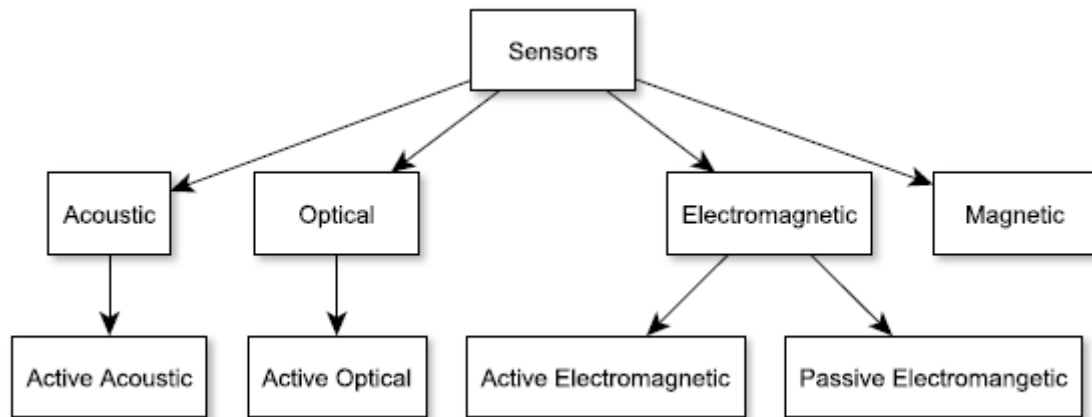 Sensors
Acoustic
Optical
Electromagnetic
Magnetic
Active Acoustic
Active Optical
Active Electromagnetic
Passive Electromangetic